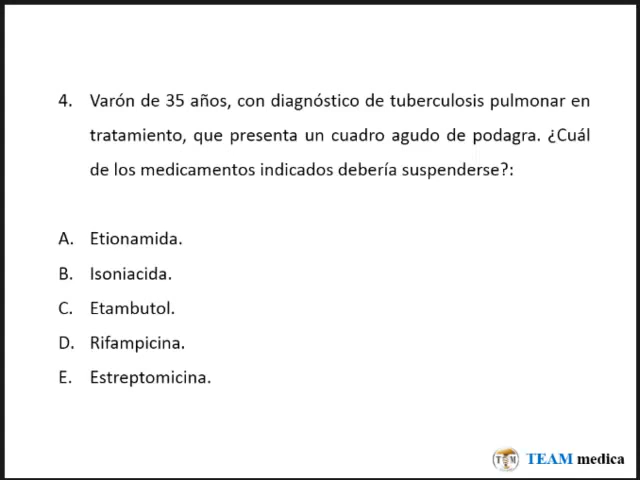 4. Varón de 35 años, con diagnóstico de tuberculosis pulmonar en
tratamiento, que presenta un cuadro agudo de podagra. ¿Cuál
de los medicamentos indicados debería suspenderse?:
A. Etionamida.
B. Isoniacida.
C. Etambutol.
D. Rifampicina.
E. Estreptomicina.
TEAM medica